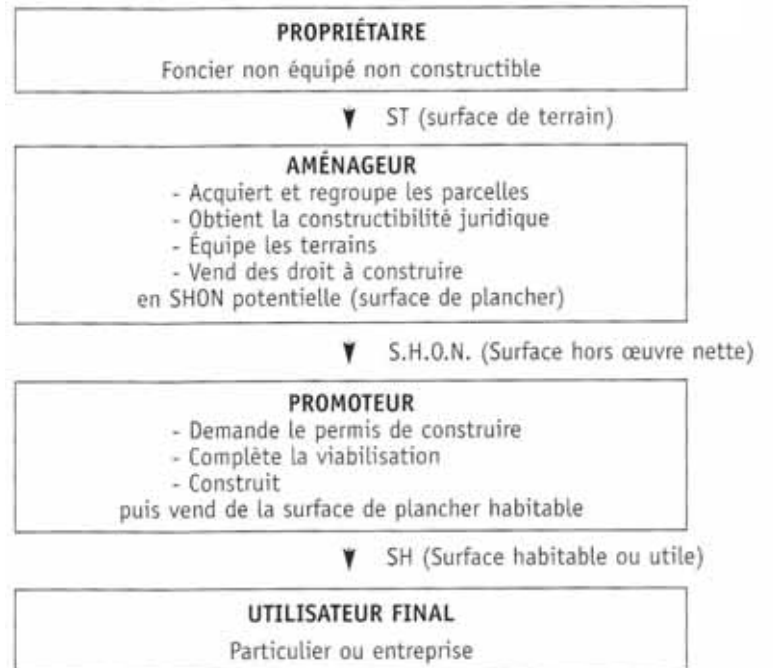 PROPRIÉTAIRE
Foncier non équipé non constructible
ST (surface de terrain)
AMÉNAGEUR
- Acquiert et regroupe les parcelles
- Obtient la constructibilité juridique
- Équipe les terrains
- Vend des droit à construire
en SHON potentielle (surface de plancher)
S.H.O.N. (Surface hors œuvre nette)
PROMOTEUR
- Demande le permis de construire
- Complète la viabilisation
- Construit
puis vend de la surface de plancher habitable
SH (Surface habitable ou utile)
UTILISATEUR FINAL
Particulier ou entreprise